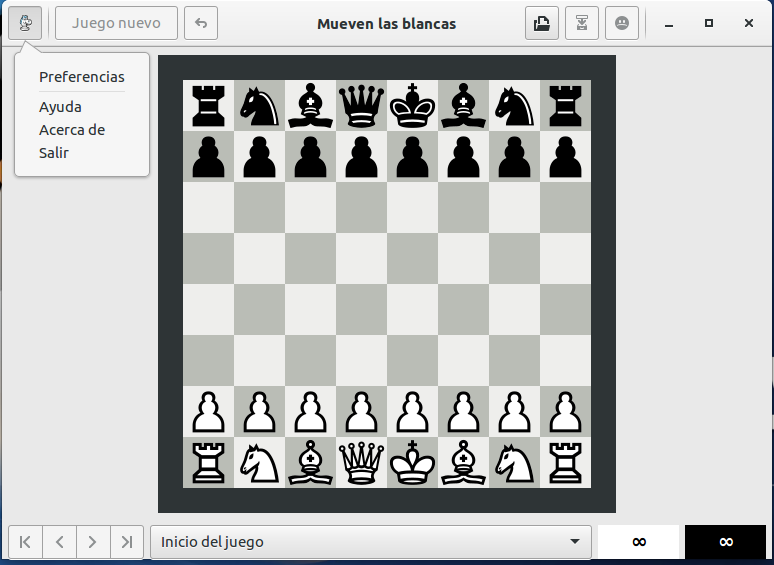 Juego nuevo
Mueven las blancas
Preferencias
Ayuda
Acerca de
Salir
Inicio del juego
∞
∞